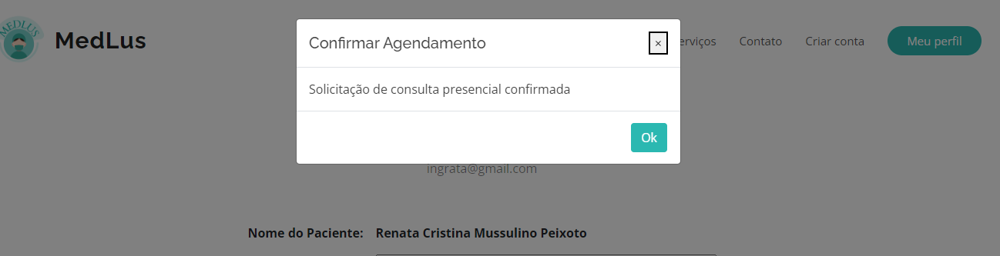 MEDLUS
MedLus
Confirmar Agendamento
×
erviços
Contato
Criar conta
Meu perfil
Solicitação de consulta presencial confirmada
Ok
ingrata@gmail.com
Nome do Paciente: Renata Cristina Mussulino Peixoto